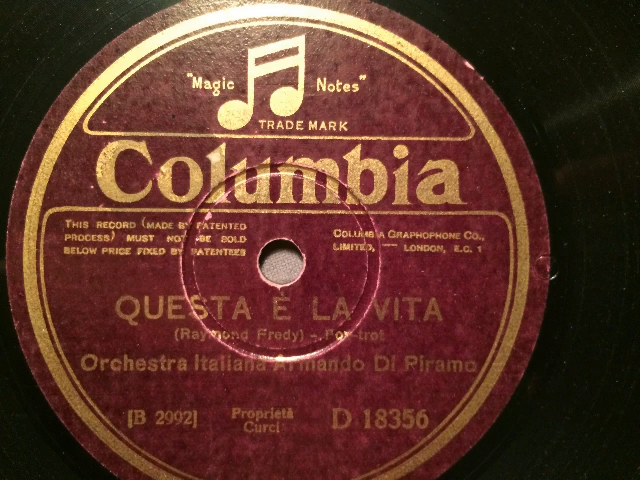 "Magic Notes"
TRADE MARK
Columbia
THIS RECORD (MADE BY PATENTED
PROCESS) MUST NOT BE SOLD
BELOW PRICE FIXED BY PATENTEES
COLUMBIA GRAPHOPHONE CO.,
LIMITED, — LONDON, E.C. 1
QUESTA È LA VITA
(Raymond Fredy) - Fox-trot
Orchestra Italiana Armando Di Piramo
[B 2992]
Proprietà
Curci
D 18356